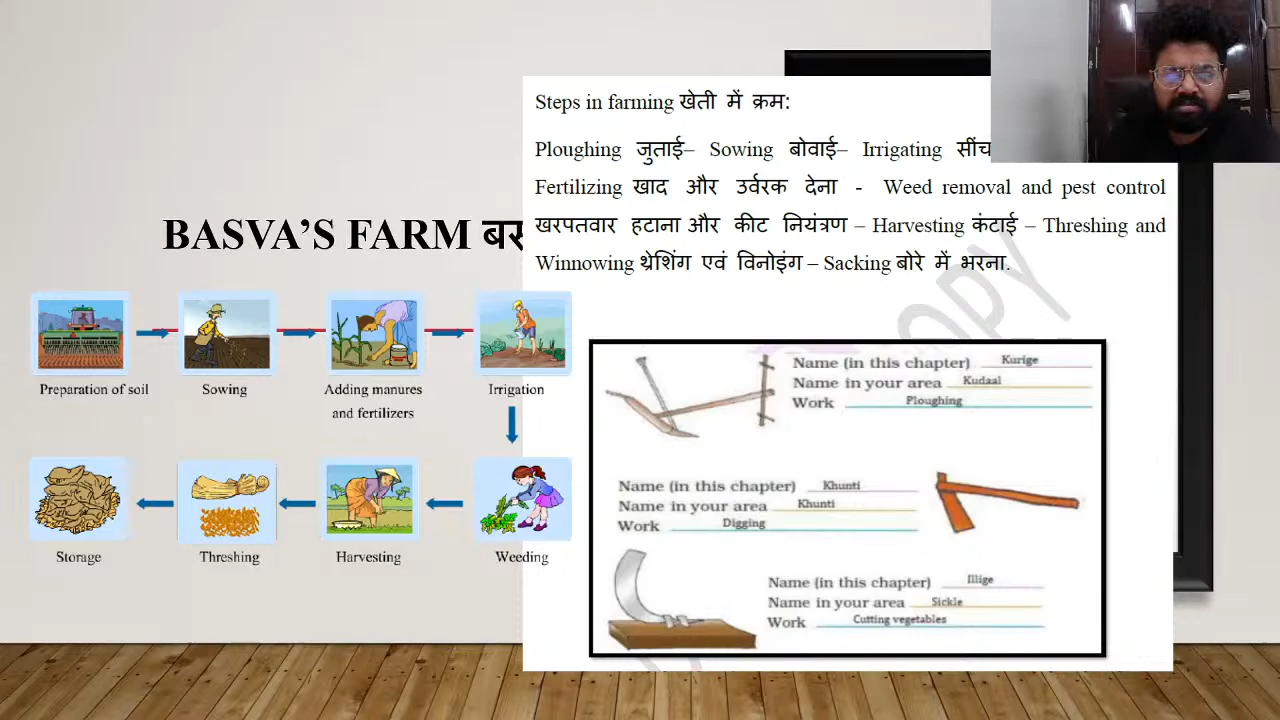 BASVA'S FARM
Preparation of soil
Sowing
Adding manures
and fertilizers
Irrigation
Storage
Threshing
Harvesting
Weeding
Steps in farming खेती में क्रम:
Ploughing जुताई– Sowing बोवाई– Irrigating
Fertilizing खाद और उर्वरक देना - Weed removal and pest control
खरपतवार हटाना और कीट नियंत्रण – Harvesting कंटाई – Threshing and
Winnowing थ्रेशिंग एवं विनोइंग – Sacking बोरे में भरना.
Name (in this chapter) Kurige
Name in your area Kudaal
Work Ploughing
Name (in this chapter) Khunti
Name in your area Khunti
Work Digging
Name (in this chapter) Illige
Name in your area Sickle
Work Cutting vegetables